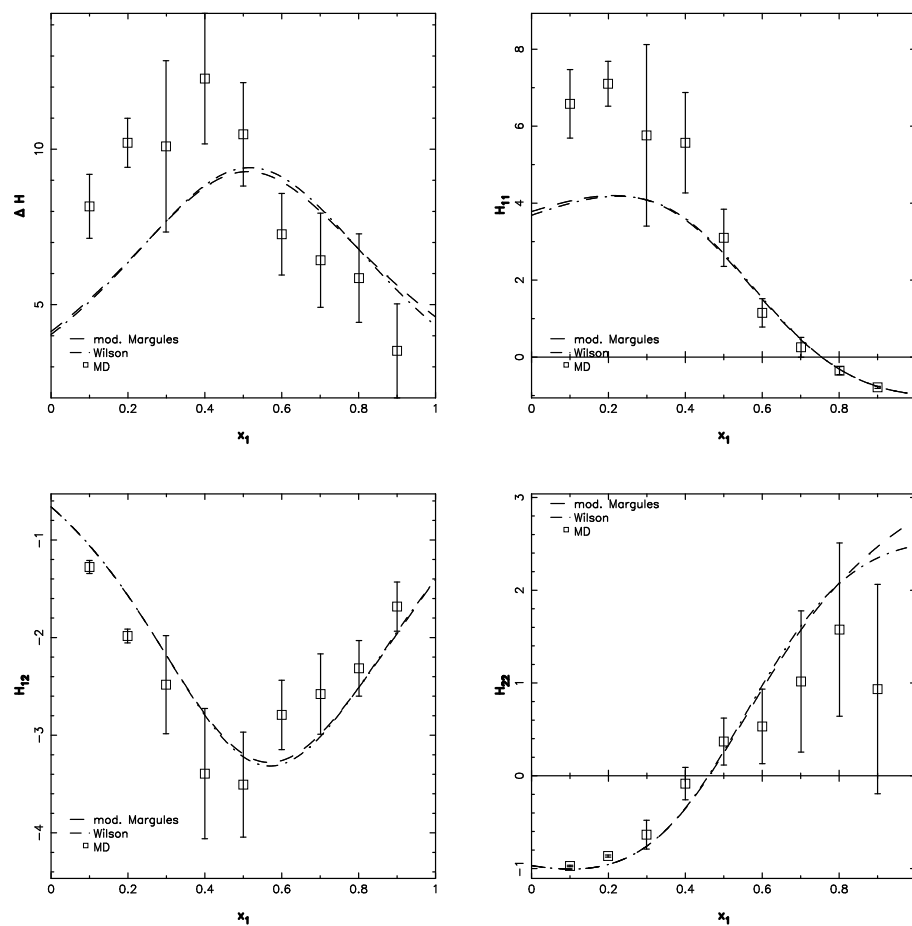 10
5
Δ H
mod. Margules
Wilson
MD
0 0.2 0.4 0.6 0.8 1
x₁
8
6
4
2
0
H₁₁
mod. Margules
Wilson
MD
0 0.2 0.4 0.6 0.8
x₁
-1
-2
-3
-4
H₁₂
mod. Margules
Wilson
MD
0 0.2 0.4 0.6 0.8 1
x₁
3
2
1
0
-1
H₂₂
mod. Margules
Wilson
MD
0 0.2 0.4 0.6 0.8
x₁